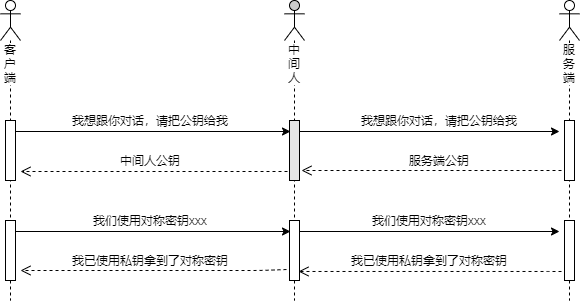 客户端
中间人
服务端
我想跟你对话，请把公钥给我
我想跟你对话，请把公钥给我
中间人公钥
服务端公钥
我们使用对称密钥xxx
我们使用对称密钥xxx
我已使用私钥拿到了对称密钥
我已使用私钥拿到了对称密钥